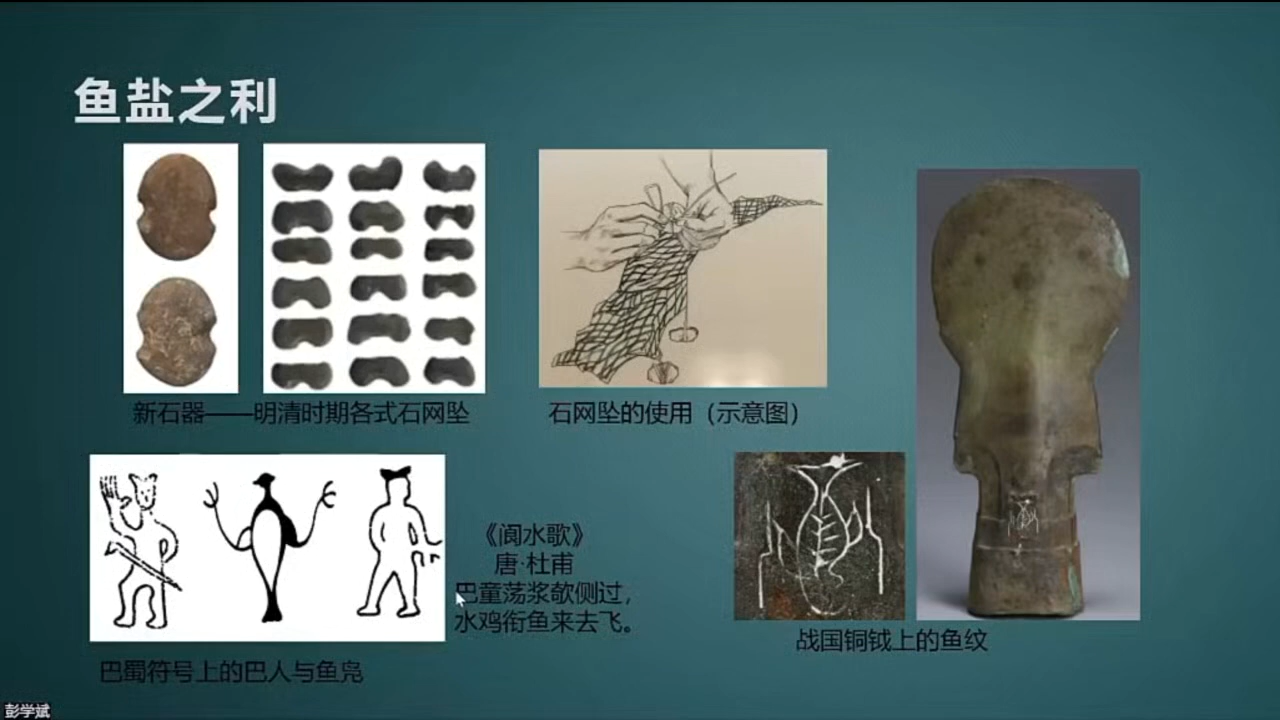 鱼盐之利
新石器——明清时期各式石网坠
石网坠的使用（示意图）
《阆水歌》
唐·杜甫
巴童荡浆欹侧过，
水鸡衔鱼来去飞。
战国铜钺上的鱼纹
巴蜀符号上的巴人与鱼凫
彭学斌